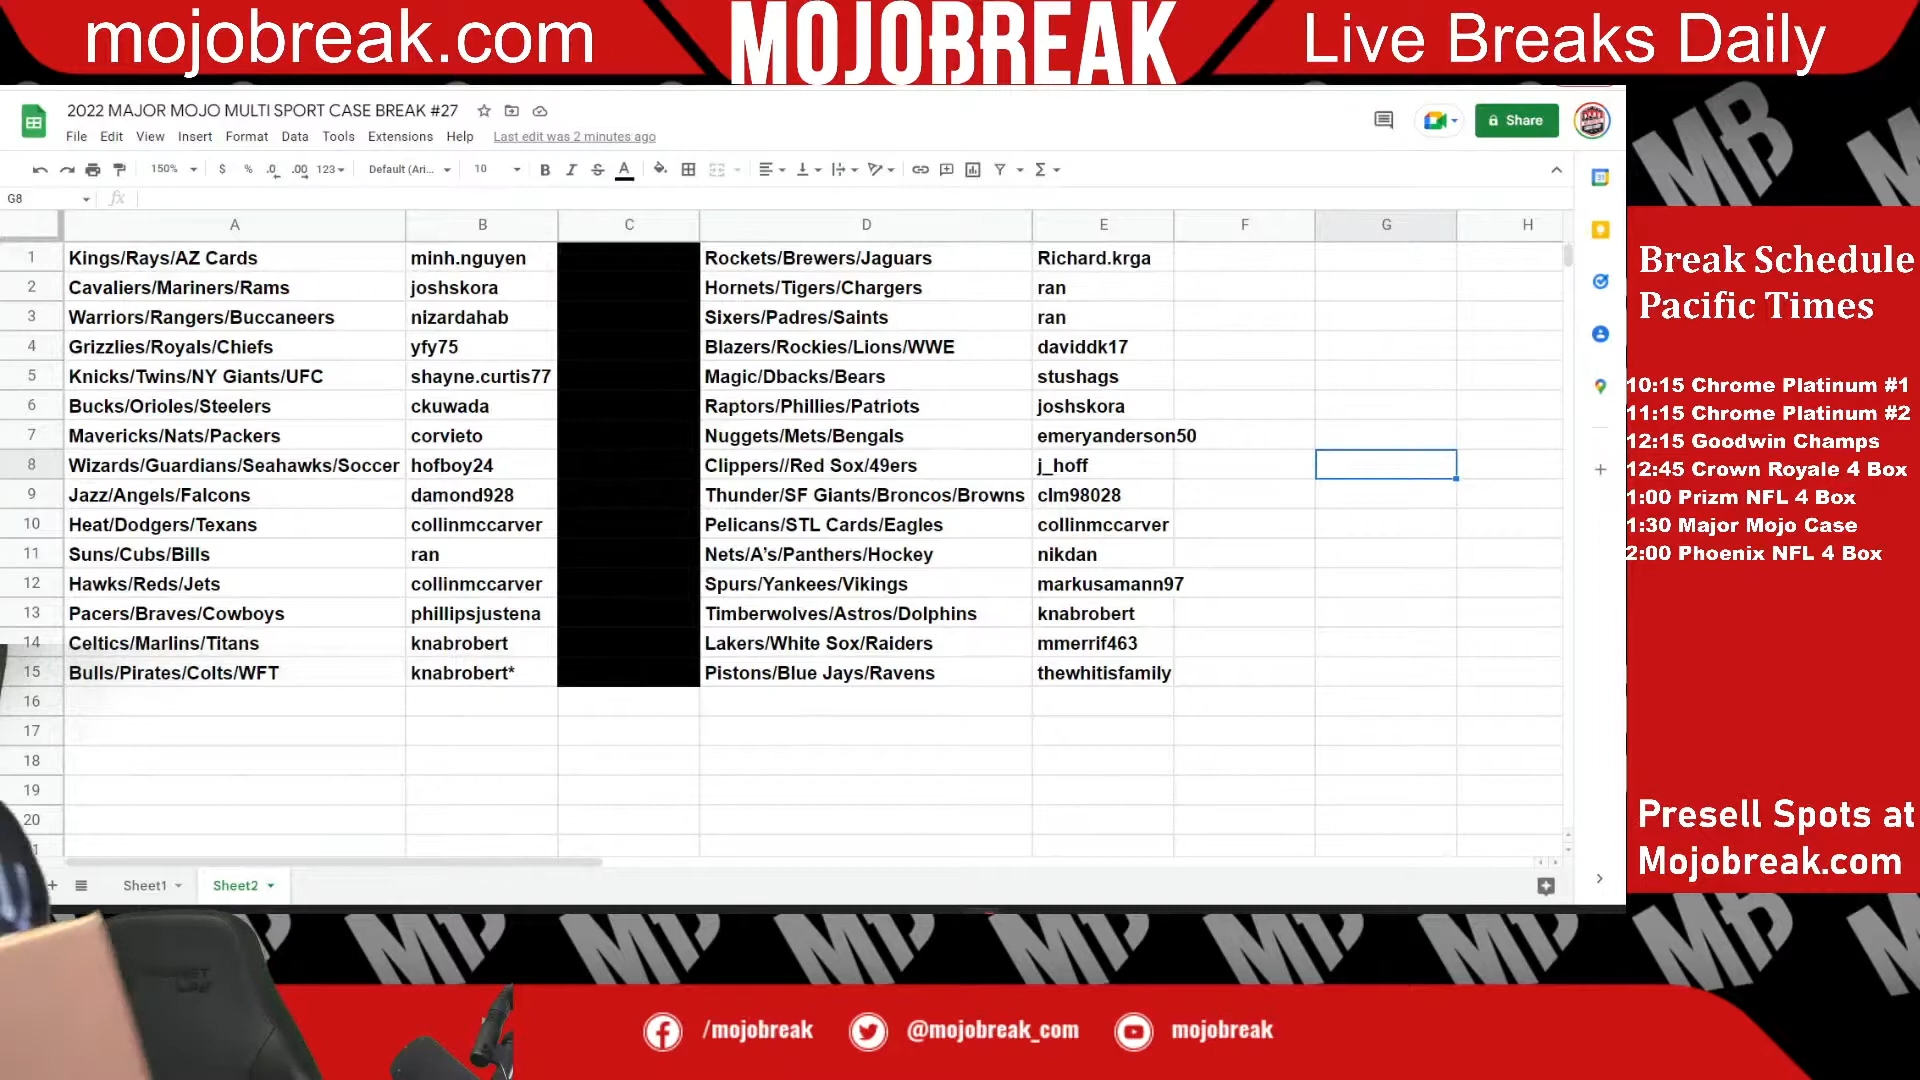 mojobreak.com
MOJOBREAK
Live Breaks Daily
2022 MAJOR MOJO MULTI SPORT CASE BREAK #27
File Edit View Insert Format Data Tools Extensions Help Last edit was 2 minutes ago
Share
150% $ % .0 .00 123 Default (Ari... 10 B I S A
G8 fx
A B C D E F G H
1 Kings/Rays/AZ Cards minh.nguyen Rockets/Brewers/Jaguars Richard.krga
2 Cavaliers/Mariners/Rams joshskora Hornets/Tigers/Chargers ran
3 Warriors/Rangers/Buccaneers nizardahab Sixers/Padres/Saints ran
4 Grizzlies/Royals/Chiefs yfy75 Blazers/Rockies/Lions/WWE daviddk17
5 Knicks/Twins/NY Giants/UFC shayne.curtis77 Magic/Dbacks/Bears stushags
6 Bucks/Orioles/Steelers ckuwada Raptors/Phillies/Patriots joshskora
7 Mavericks/Nats/Packers corvieto Nuggets/Mets/Bengals emeryanderson50
8 Wizards/Guardians/Seahawks/Soccer hofboy24 Clippers//Red Sox/49ers j_hoff
9 Jazz/Angels/Falcons damond928 Thunder/SF Giants/Broncos/Browns clm98028
10 Heat/Dodgers/Texans collinmccarver Pelicans/STL Cards/Eagles collinmccarver
11 Suns/Cubs/Bills ran Nets/A's/Panthers/Hockey nikdan
12 Hawks/Reds/Jets collinmccarver Spurs/Yankees/Vikings markusamann97
13 Pacers/Braves/Cowboys phillipsjustena Timberwolves/Astros/Dolphins knabrobert
14 Celtics/Marlins/Titans knabrobert Lakers/White Sox/Raiders mmerrif463
15 Bulls/Pirates/Colts/WFT knabrobert* Pistons/Blue Jays/Ravens thewhitisfamily
16
17
18
19
20
Sheet1 Sheet2
Break Schedule
Pacific Times
10:15 Chrome Platinum #1
11:15 Chrome Platinum #2
12:15 Goodwin Champs
12:45 Crown Royale 4 Box
1:00 Prizm NFL 4 Box
1:30 Major Mojo Case
2:00 Phoenix NFL 4 Box
Presell Spots at
Mojobreak.com
/mojobreak @mojobreak_com mojobreak